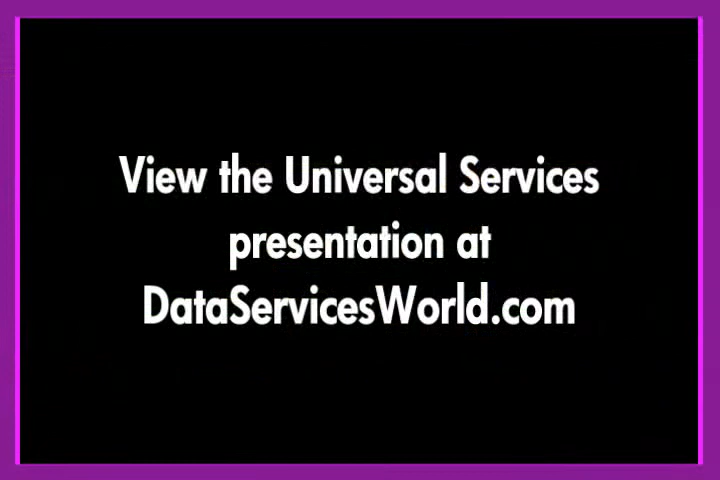 View the Universal Services
presentation at
DataServicesWorld.com